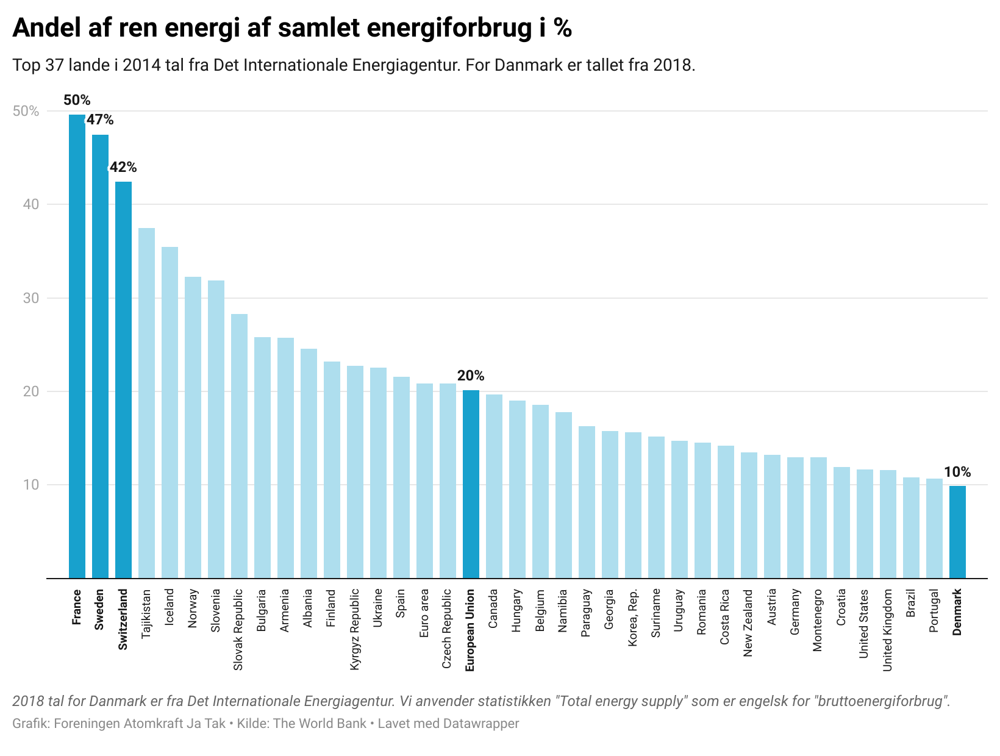 Andel af ren energi af samlet energiforbrug i %
Top 37 lande i 2014 tal fra Det Internationale Energiagentur. For Danmark er tallet fra 2018.
50%
50%
47%
42%
40
30
20%
20
10%
10
France
Sweden
Switzerland
Tajikistan
Iceland
Norway
Slovenia
Slovak Republic
Bulgaria
Armenia
Albania
Finland
Kyrgyz Republic
Ukraine
Spain
Euro area
Czech Republic
European Union
Canada
Hungary
Belgium
Namibia
Paraguay
Georgia
Korea, Rep.
Suriname
Uruguay
Romania
Costa Rica
New Zealand
Austria
Germany
Montenegro
Croatia
United States
United Kingdom
Brazil
Portugal
Denmark
2018 tal for Danmark er fra Det Internationale Energiagentur. Vi anvender statistikken "Total energy supply" som er engelsk for "bruttoenergiforbrug".
Grafik: Foreningen Atomkraft Ja Tak • Kilde: The World Bank • Lavet med Datawrapper